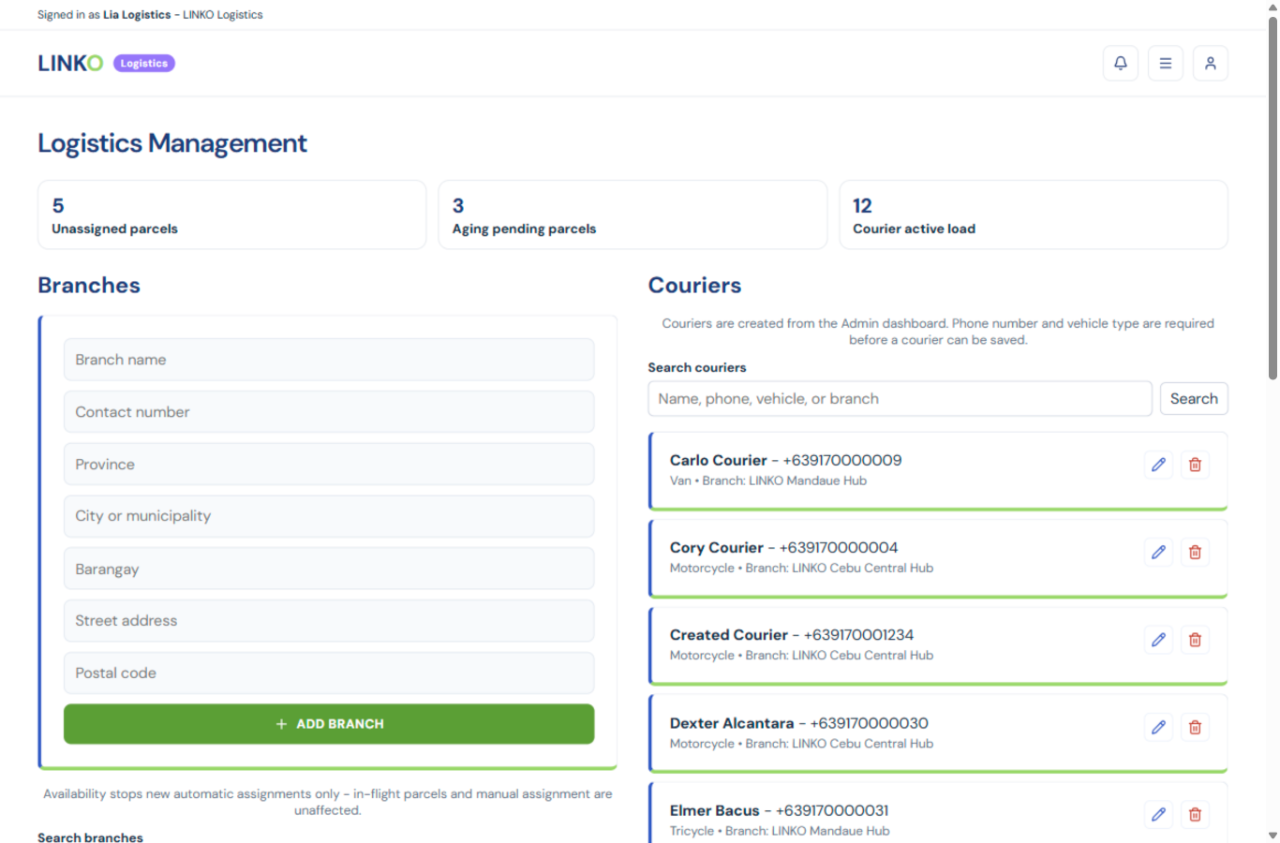 Signed in as Lia Logistics - LINKO Logistics
LINKO Logistics
Logistics Management
5
Unassigned parcels
3
Aging pending parcels
12
Courier active load
Branches
Branch name
Contact number
Province
City or municipality
Barangay
Street address
Postal code
+ ADD BRANCH
Availability stops new automatic assignments only - in-flight parcels and manual assignment are
unaffected.
Search branches
Couriers
Couriers are created from the Admin dashboard. Phone number and vehicle type are required
before a courier can be saved.
Search couriers
Name, phone, vehicle, or branch
Search
Carlo Courier - +639170000009
Van • Branch: LINKO Mandaue Hub
Cory Courier - +639170000004
Motorcycle • Branch: LINKO Cebu Central Hub
Created Courier - +639170001234
Motorcycle • Branch: LINKO Cebu Central Hub
Dexter Alcantara - +639170000030
Motorcycle • Branch: LINKO Cebu Central Hub
Elmer Bacus - +639170000031
Tricycle • Branch: LINKO Mandaue Hub